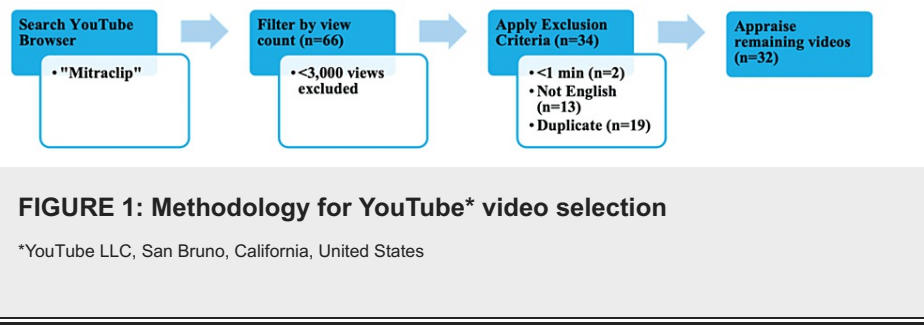 Search YouTube
Browser
• "Mitraclip"
Filter by view
count (n=66)
•<3,000 views
excluded
Apply Exclusion
Criteria (n=34)
•<1 min (n=2)
•Not English
(n=13)
•Duplicate (n=19)
Appraise
remaining videos
(n=32)
FIGURE 1: Methodology for YouTube* video selection
*YouTube LLC, San Bruno, California, United States